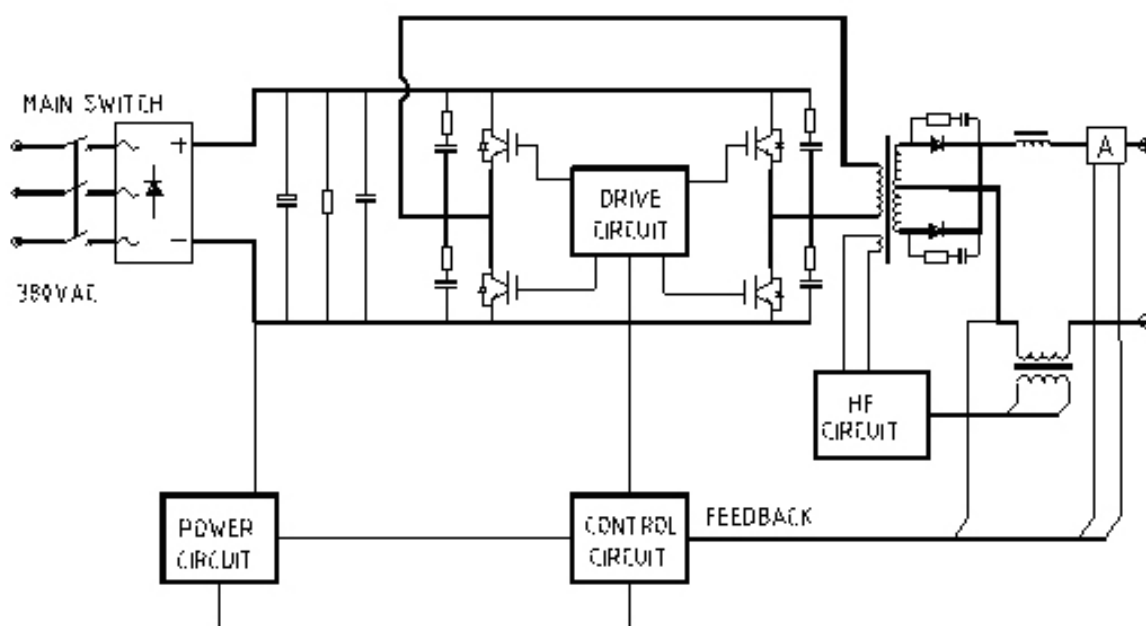 MAIN SWITCH
380VAC
DRIVE
CIRCUIT
A
HF
CIRCUIT
POWER
CIRCUIT
CONTROL
CIRCUIT
FEEDBACK
+
−